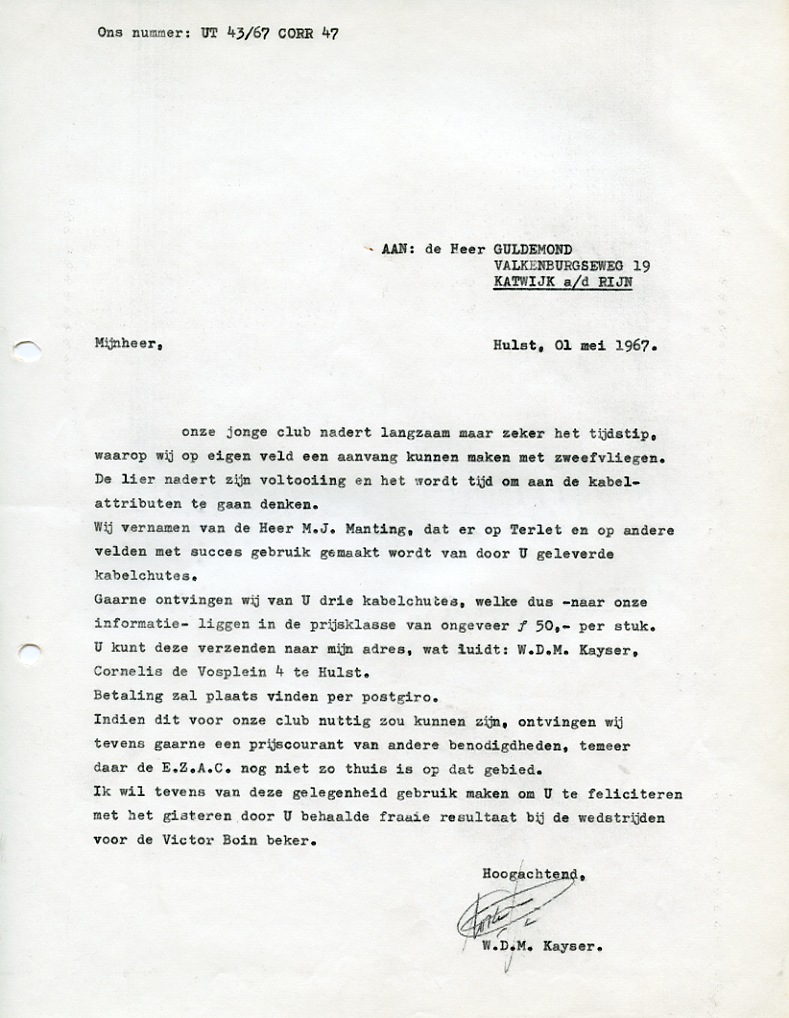 Ons nummer: UT 43/67 CORR 47
AAN: de Heer GULDEMOND
VALKENBURGSEWEG 19
KATWIJK a/d RIJN
Mijnheer,
Hulst, 01 mei 1967.
onze jonge club nadert langzaam maar zeker het tijdstip,
waarop wij op eigen veld een aanvang kunnen maken met zweefvliegen.
De lier nadert zijn voltooiing en het wordt tijd om aan de kabel-
attributen te gaan denken.
Wij vernamen van de Heer M.J. Manting, dat er op Terlet en op andere
velden met succes gebruik gemaakt wordt van door U geleverde
kabelchutes.
Gaarne ontvingen wij van U drie kabelchutes, welke dus -naar onze
informatie- liggen in de prijsklasse van ongeveer ƒ 50,- per stuk.
U kunt deze verzenden naar mijn adres, wat luidt: W.D.M. Kayser,
Cornelis de Vosplein 4 te Hulst.
Betaling zal plaats vinden per postgiro.
Indien dit voor onze club nuttig zou kunnen zijn, ontvingen wij
tevens gaarne een prijscourant van andere benodigdheden, temeer
daar de E.Z.A.C. nog niet zo thuis is op dat gebied.
Ik wil tevens van deze gelegenheid gebruik maken om U te feliciteren
met het gisteren door U behaalde fraaie resultaat bij de wedstrijden
voor de Victor Boin beker.
Hoogachtend,
W.D.M. Kayser.